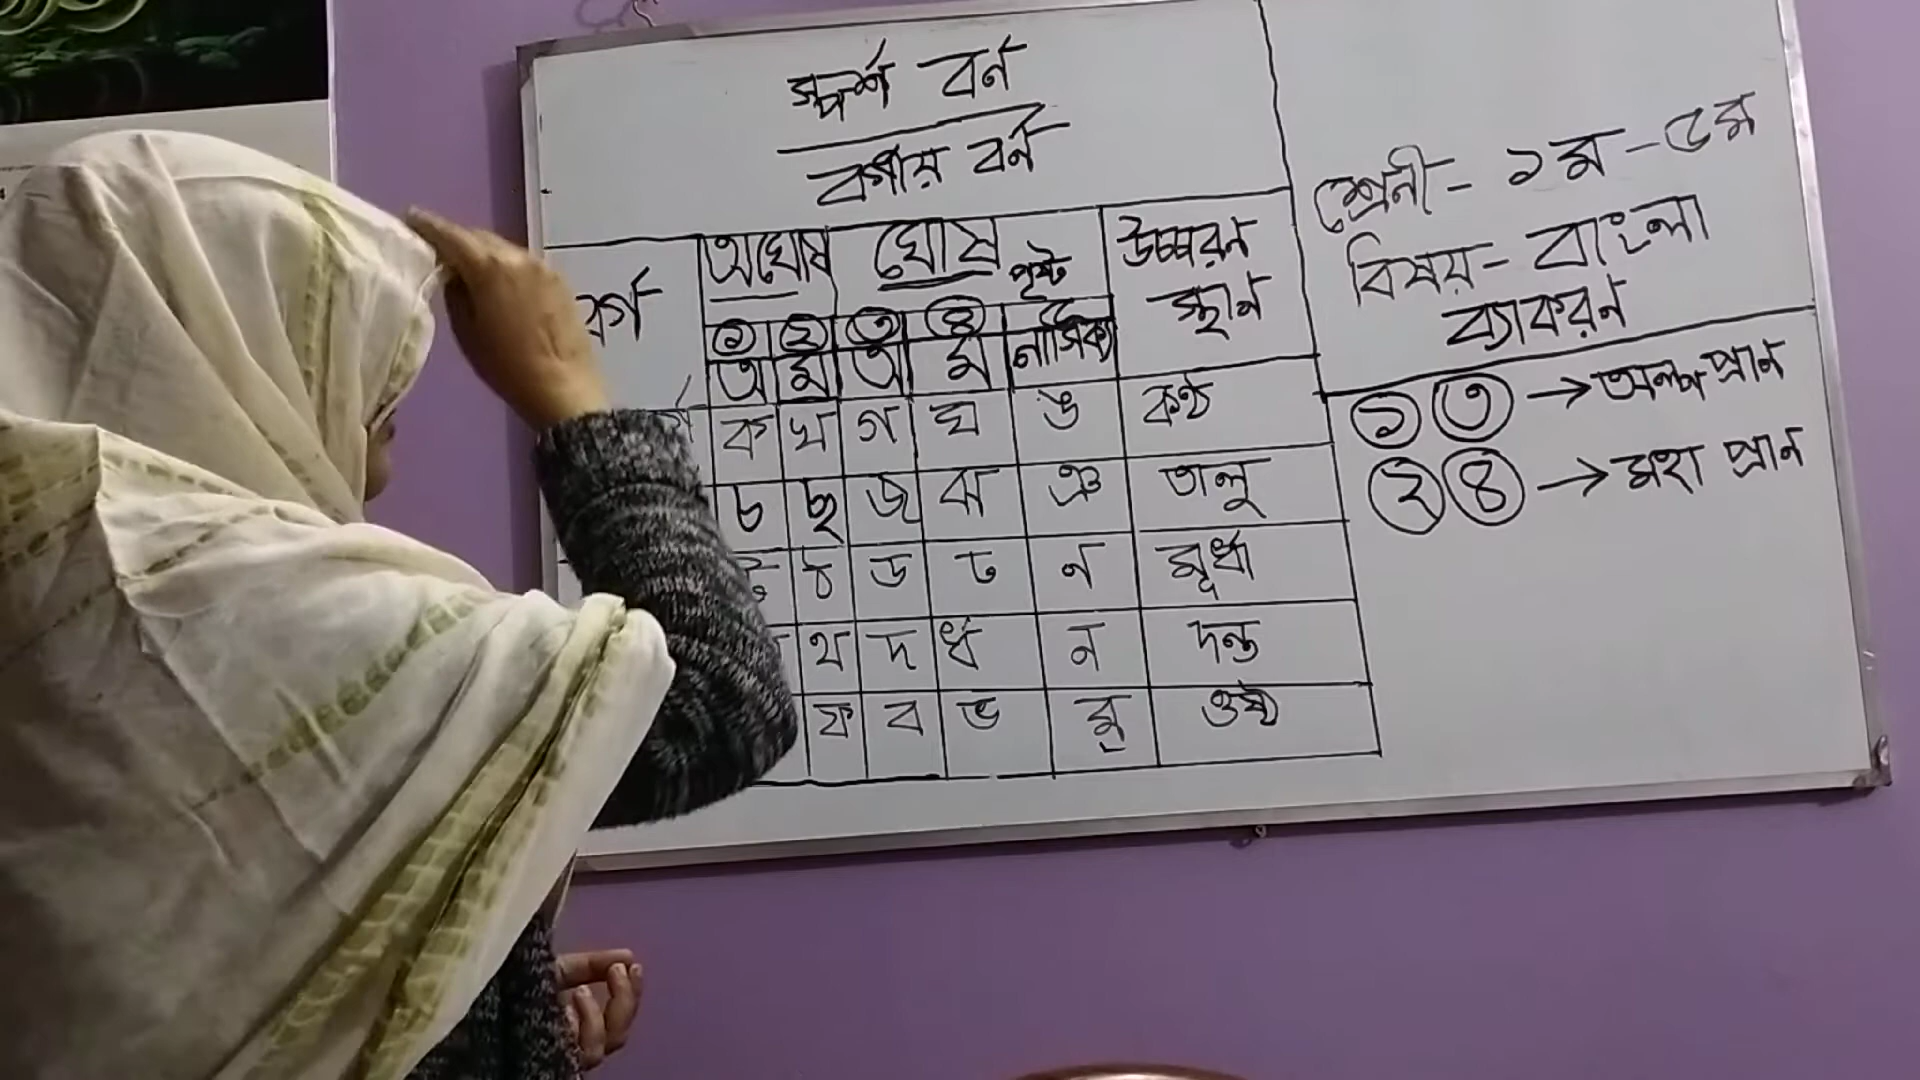 স্পর্শ বর্ন
বর্গীয় বর্ন
শ্রেনী - ১ম - ৫ম
বিষয় - বাংলা
ব্যাকরন
বর্গ অঘোষ ঘোষ পৃষ্ট উচ্চারন স্থান
১ ২ ৩ ৪ ৫
অ ম অ ম নাসিক্য
ক খ গ ঘ ঙ কণ্ঠ
চ ছ জ ঝ ঞ তালু
ট ঠ ড ঢ ন মূর্ধা
থ দ ধ ন দন্ত
ফ ব ভ ম ওষ্ঠ
১ ৩ → অল্প প্রান
২ ৪ → মহা প্রান